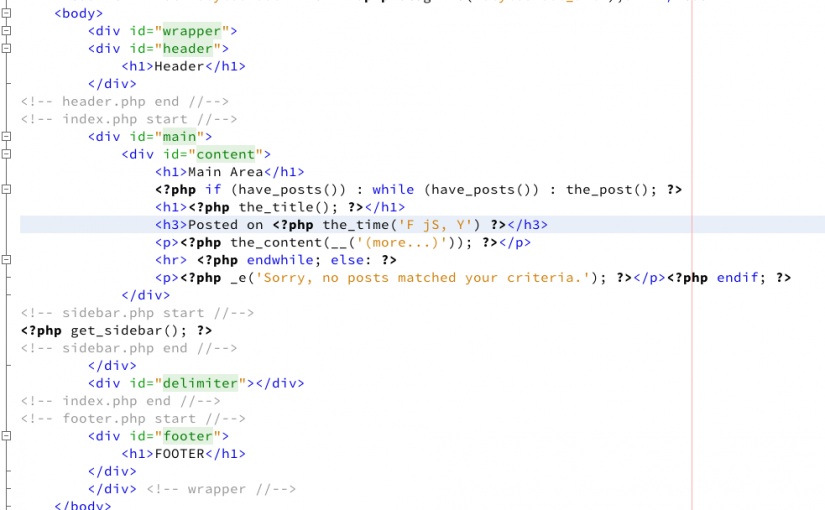 <body>
<div id="wrapper">
<div id="header">
<h1>Header</h1>
</div>
<!-- header.php end //-->
<!-- index.php start //-->
<div id="main">
<div id="content">
<h1>Main Area</h1>
<?php if (have_posts()) : while (have_posts()) : the_post(); ?>
<h1><?php the_title(); ?></h1>
<h3>Posted on <?php the_time('F jS, Y') ?></h3>
<p><?php the_content(__('(more...)')); ?></p>
<hr> <?php endwhile; else: ?>
<p><?php _e('Sorry, no posts matched your criteria.'); ?></p><?php endif; ?>
</div>
<!-- sidebar.php start //-->
<?php get_sidebar(); ?>
<!-- sidebar.php end //-->
</div>
<div id="delimiter"></div>
<!-- index.php end //-->
<!-- footer.php start //-->
<div id="footer">
<h1>FOOTER</h1>
</div>
</div> <!-- wrapper //-->
</body>